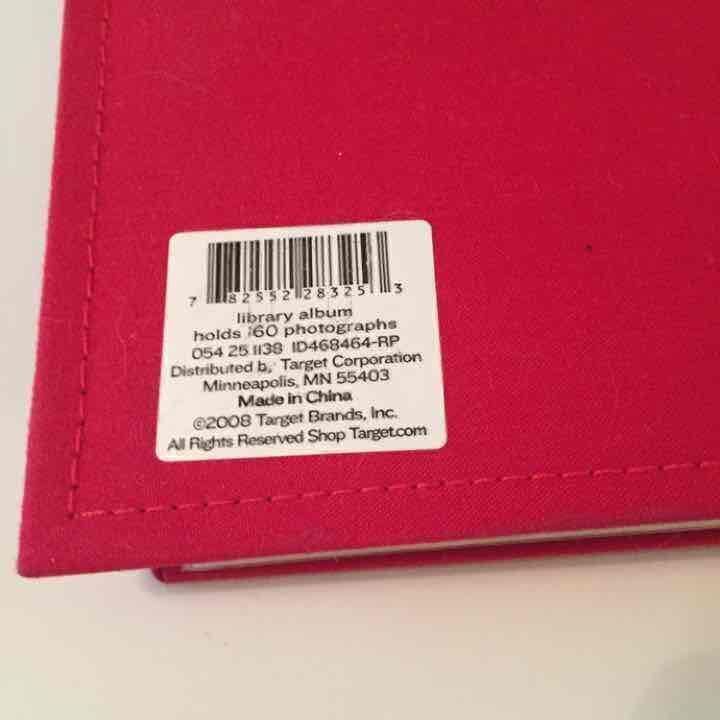 7 82552 28325 3
library album
holds 160 photographs
054 25 1138 ID468464-RP
Distributed by Target Corporation
Minneapolis, MN 55403
Made in China
©2008 Target Brands, Inc.
All Rights Reserved Shop Target.com